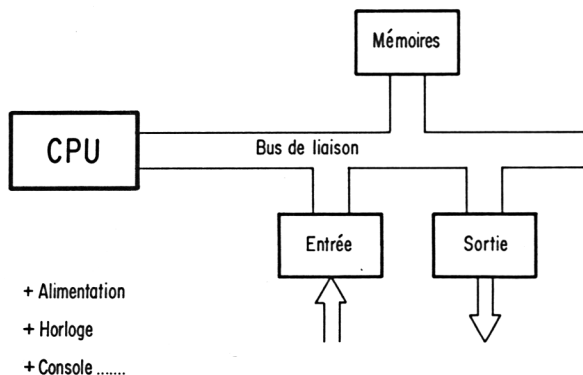 Mémoires
CPU
Bus de liaison
Entrée
Sortie
+ Alimentation
+ Horloge
+ Console .......